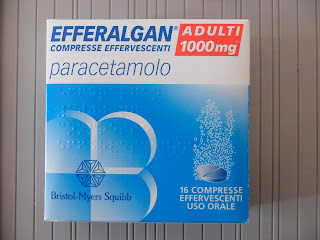 EFFERALGAN®
COMPRESSE EFFERVESCENTI
ADULTI
1000mg
paracetamolo
Bristol-Myers Squibb
16 COMPRESSE
EFFERVESCENTI
USO ORALE